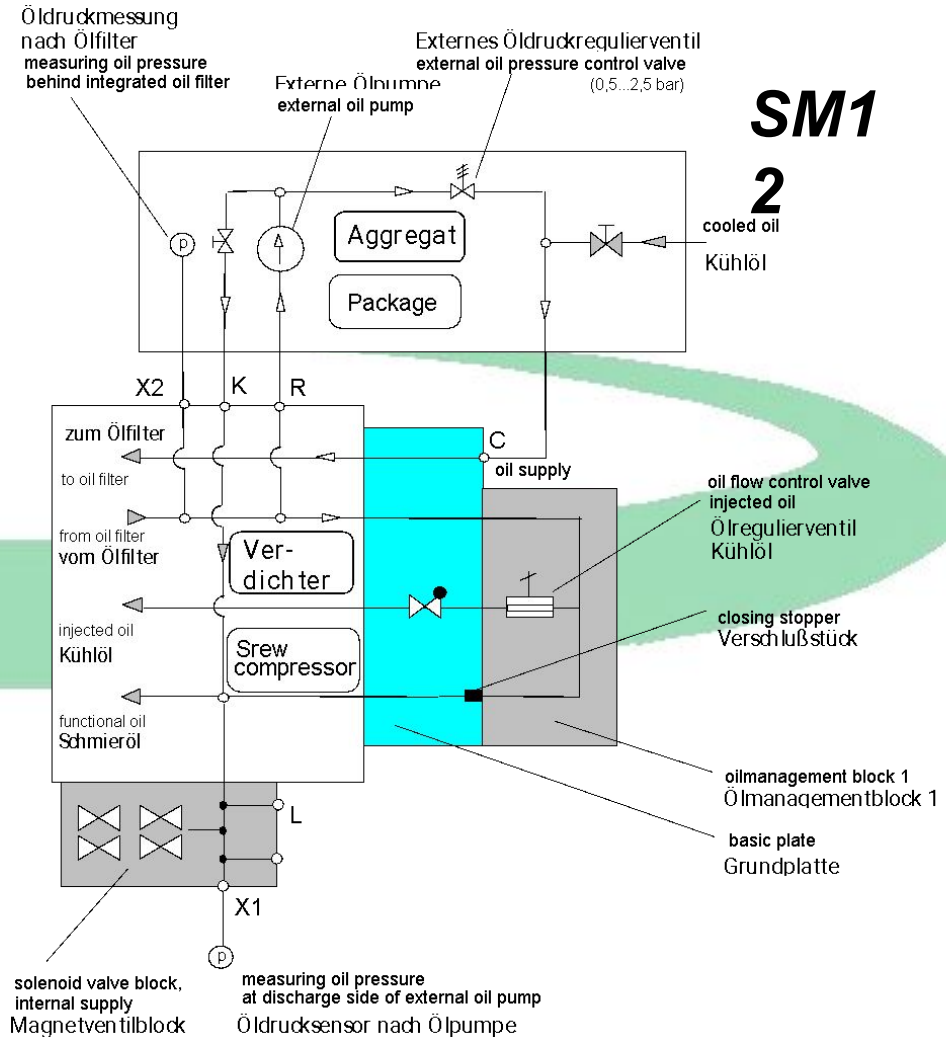 Öldruckmessung
nach Ölfilter
measuring oil pressure
behind integrated oil filter
Externe Ölpumpe
external oil pump
Externes Öldruckregulierventil
external oil pressure control valve
(0,5...2,5 bar)
SM1
2
p
Aggregat
Package
cooled oil
Kühlöl
X2
K
R
zum Ölfilter
to oil filter
C
oil supply
from oil filter
vom Ölfilter
Ver-
dichter
oil flow control valve
injected oil
Ölregulierventil
Kühlöl
injected oil
Kühlöl
Srew
compressor
closing stopper
Verschlußstück
functional oil
Schmieröl
oilmanagement block 1
Ölmanagementblock 1
L
basic plate
Grundplatte
X1
p
solenoid valve block,
internal supply
Magnetventilblock
measuring oil pressure
at discharge side of external oil pump
Öldrucksensor nach Ölpumpe